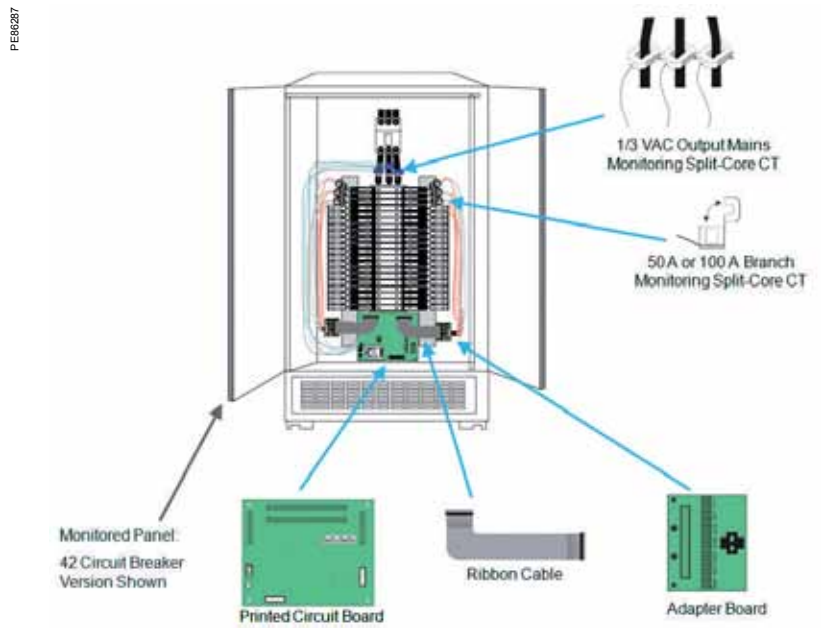 PE86287
1/3 VAC Output Mains
Monitoring Split-Core CT
50 A or 100 A Branch
Monitoring Split-Core CT
Monitored Panel:
42 Circuit Breaker
Version Shown
Printed Circuit Board
Ribbon Cable
Adapter Board